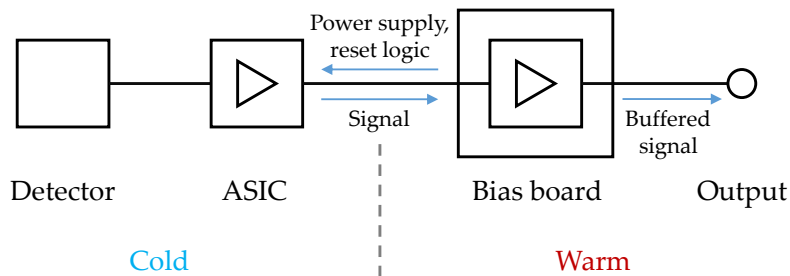 Power supply,
reset logic
Signal
Buffered
signal
Detector
ASIC
Bias board
Output
Cold
Warm